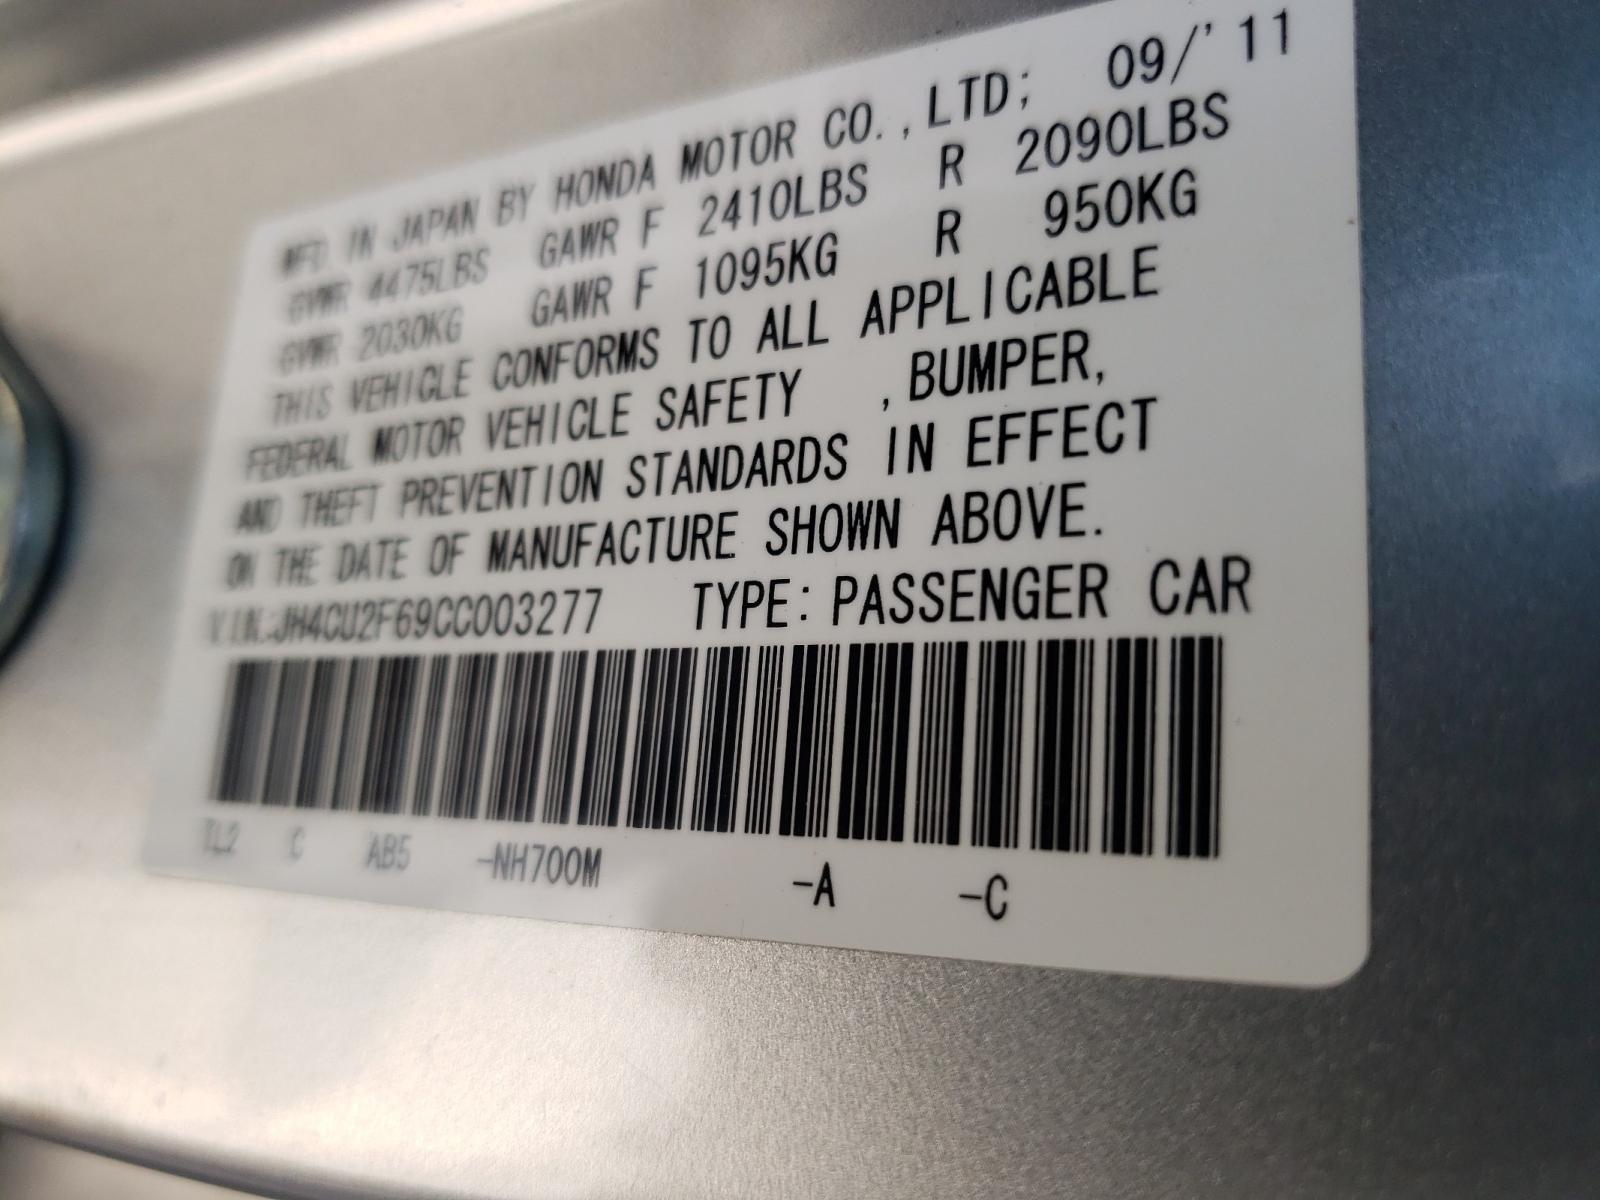 MFD. IN JAPAN BY HONDA MOTOR CO.,LTD; 09/'11
GVWR 4475LBS GAWR F 2410LBS R 2090LBS
GVWR 2030KG GAWR F 1095KG R 950KG
THIS VEHICLE CONFORMS TO ALL APPLICABLE
FEDERAL MOTOR VEHICLE SAFETY ,BUMPER,
AND THEFT PREVENTION STANDARDS IN EFFECT
ON THE DATE OF MANUFACTURE SHOWN ABOVE.
V.I.N.:JH4CU2F69CC003277 TYPE: PASSENGER CAR
TL2 C AB5 -NH700M -A -C